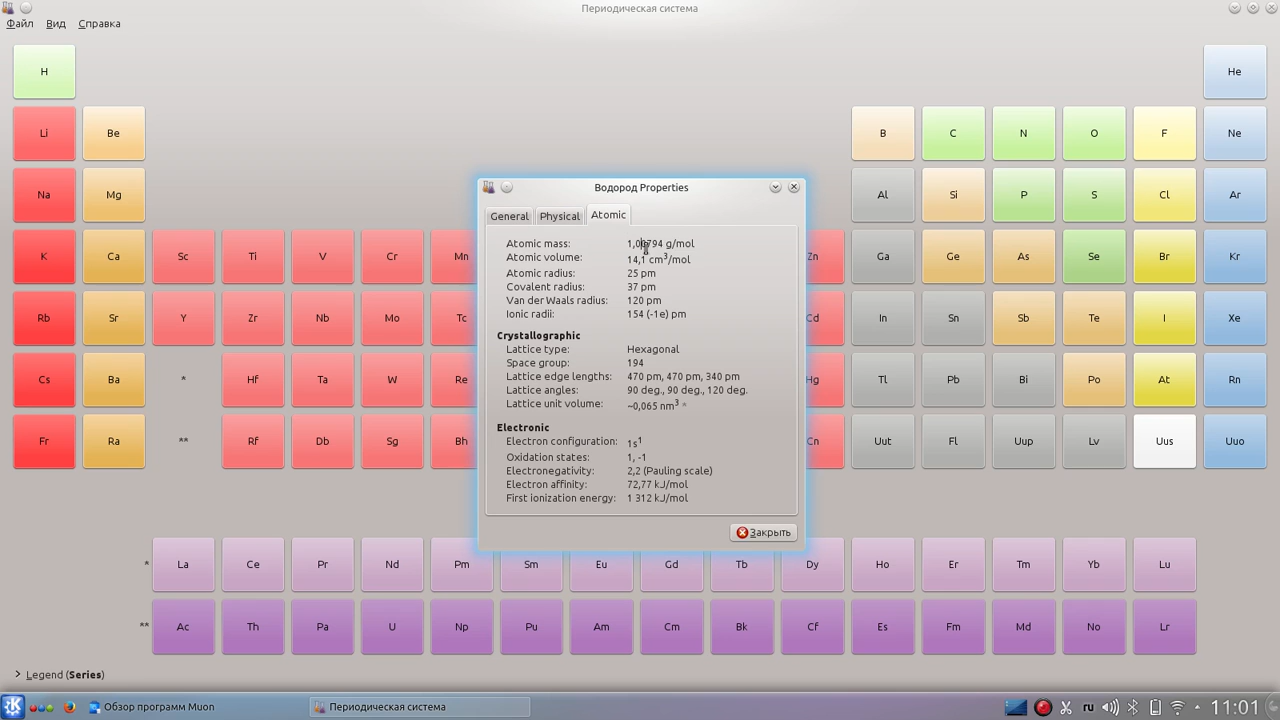 Периодическая система
Файл Вид Справка
H He
Li Be B C N O F Ne
Водород Properties
Na Mg Al Si P S Cl Ar
General Physical Atomic
K Ca Sc Ti V Cr Mn Zn Ga Ge As Se Br Kr
Atomic mass: 1,00794 g/mol
Atomic volume: 14,1 cm³/mol
Atomic radius: 25 pm
Covalent radius: 37 pm
Van der Waals radius: 120 pm
Ionic radii: 154 (-1e) pm
Rb Sr Y Zr Nb Mo Tc Cd In Sn Sb Te I Xe
Crystallographic
Lattice type: Hexagonal
Space group: 194
Lattice edge lengths: 470 pm, 470 pm, 340 pm
Lattice angles: 90 deg., 90 deg., 120 deg.
Lattice unit volume: ~0,065 nm³ *
Cs Ba * Hf Ta W Re Hg Tl Pb Bi Po At Rn
Electronic
Electron configuration: 1s¹
Oxidation states: 1, -1
Electronegativity: 2,2 (Pauling scale)
Electron affinity: 72,77 kJ/mol
First ionization energy: 1 312 kJ/mol
Fr Ra ** Rf Db Sg Bh Cn Uut Fl Uup Lv Uus Uuo
Закрыть
* La Ce Pr Nd Pm Sm Eu Gd Tb Dy Ho Er Tm Yb Lu
** Ac Th Pa U Np Pu Am Cm Bk Cf Es Fm Md No Lr
Legend (Series)
Обзор программ Muon Периодическая система ru 11:01